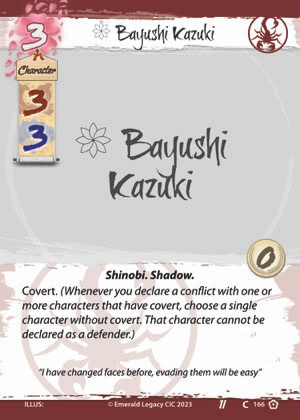 3
Bayushi Kazuki
Character
3
3
Bayushi
Kazuki
0
Shinobi. Shadow.
Covert. (Whenever you declare a conflict with one or
more characters that have covert, choose a single
character without covert. That character cannot be
declared as a defender.)
“I have changed faces before, evading them will be easy”
ILLUS:
© Emerald Legacy CIC 2023
C 166